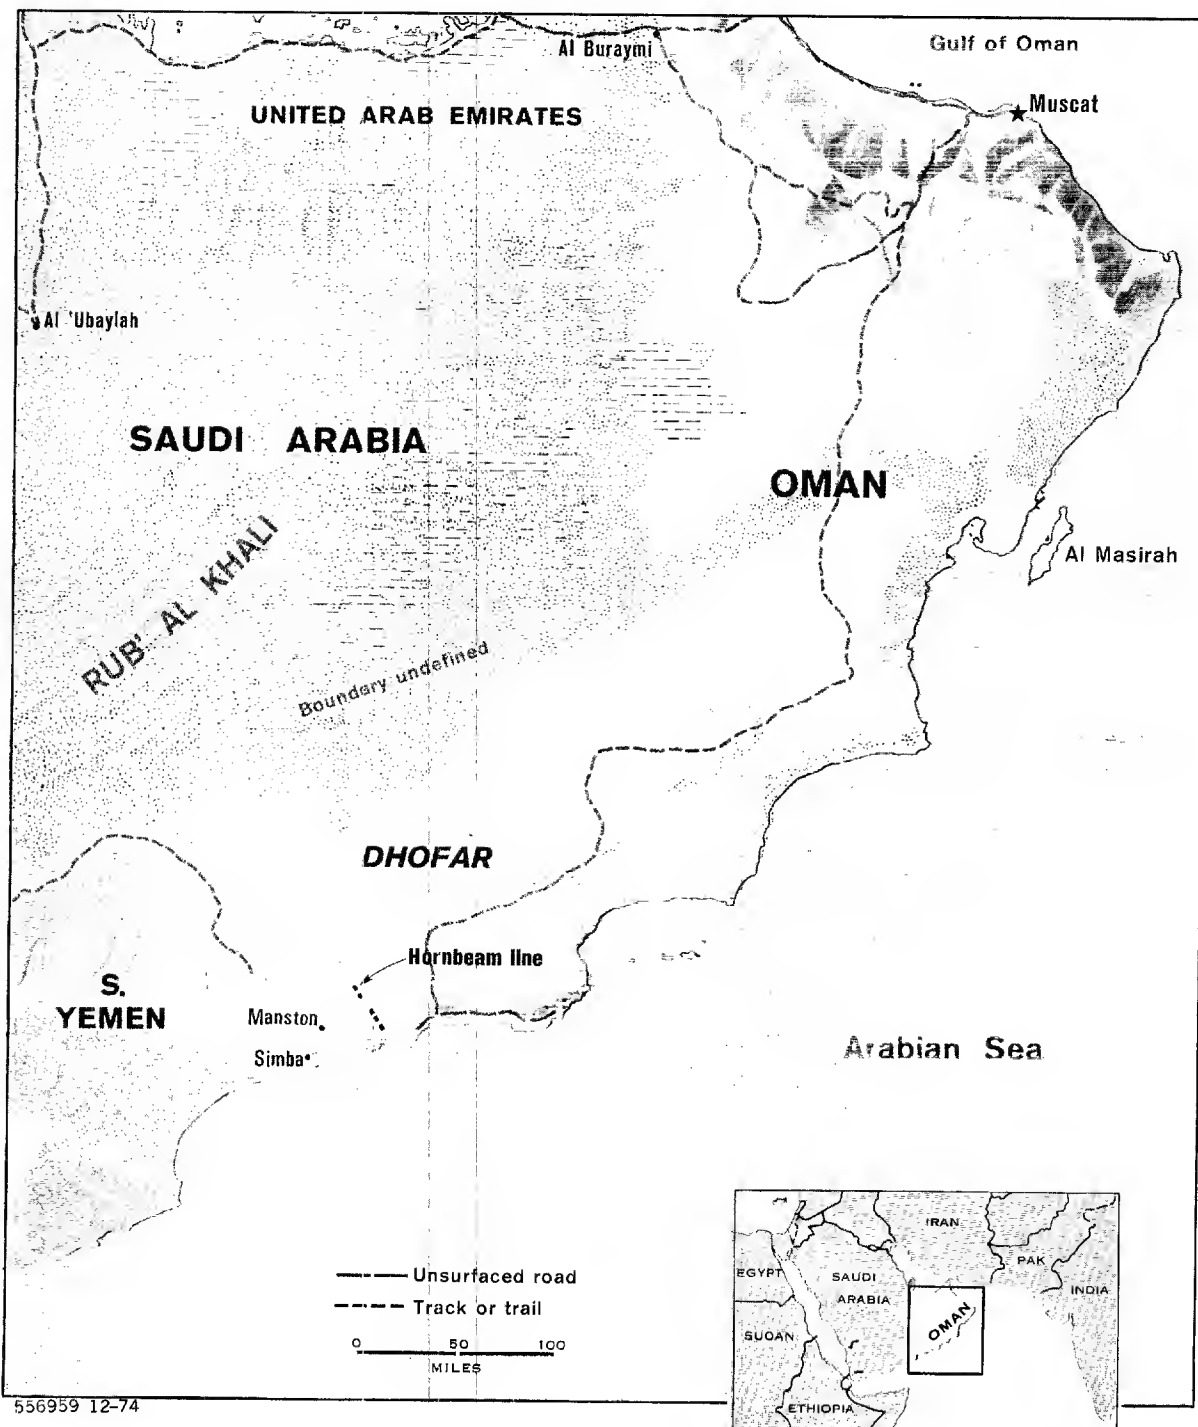 Al Buraymi
Gulf of Oman
UNITED ARAB EMIRATES
Muscat
Al 'Ubaylah
SAUDI ARABIA
OMAN
RUB' AL KHALI
Al Masirah
Boundary undefined
DHOFAR
Hornbeam line
S.
YEMEN
Manston
Simba
Arabian Sea
Unsurfaced road
Track or trail
0 50 100
MILES
IRAN
EGYPT
SAUDI
ARABIA
PAK
INDIA
OMAN
SUDAN
ETHIOPIA
556959 12-74